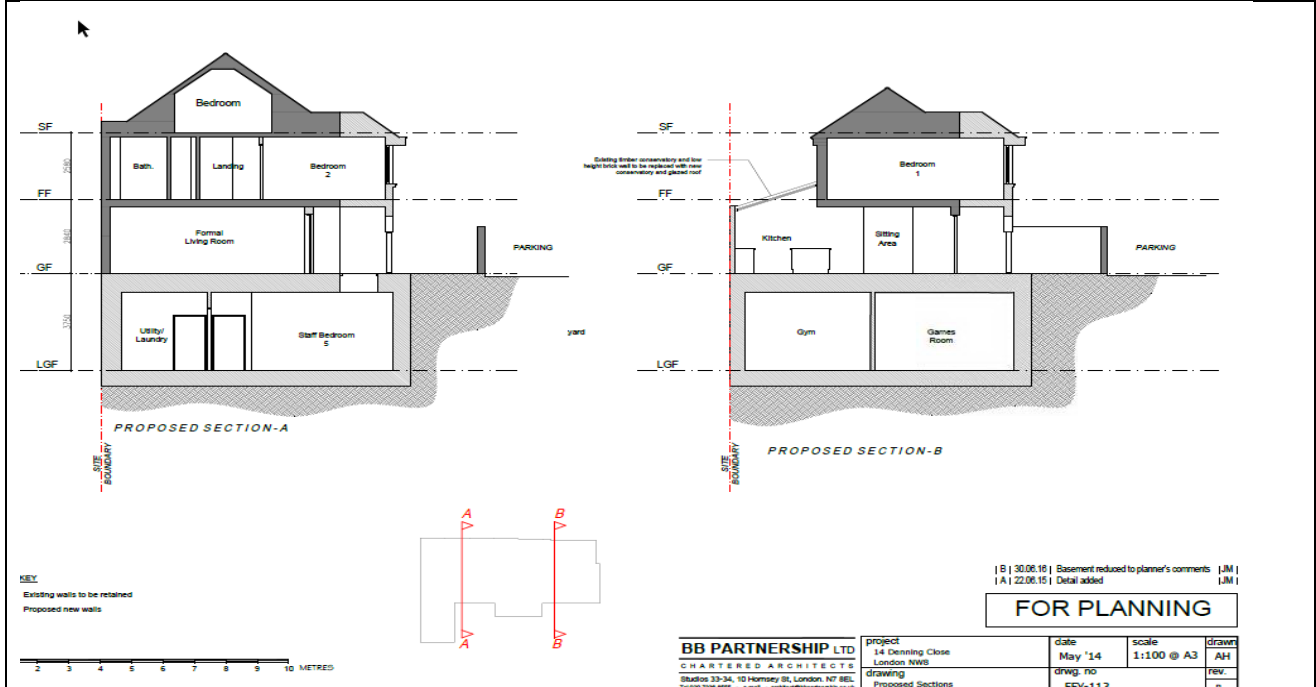 Bedroom
SF
Bath.
Landing
Bedroom
2
2580
FF
Formal
Living Room
2840
PARKING
GF
3250
Utility/
Laundry
Staff Bedroom
5
yard
LGF
PROPOSED SECTION-A
SITE
BOUNDARY
SF
Existing timber conservatory and low
height brick wall to be replaced with new
conservatory and glazed roof
Bedroom
1
FF
Kitchen
Sitting
Area
PARKING
GF
Gym
Games
Room
LGF
PROPOSED SECTION-B
SITE
BOUNDARY
A
B
A
B
KEY
Existing walls to be retained
Proposed new walls
2 3 4 5 6 7 8 9 10 METRES
| B | 30.06.16 | Basement reduced to planner's comments | JM |
| A | 22.06.15 | Detail added | JM |
FOR PLANNING
BB PARTNERSHIP LTD
CHARTERED ARCHITECTS
Studios 33-34, 10 Hornsey St, London. N7 8EL
project
14 Denning Close
London NW8
date
May '14
scale
1:100 @ A3
drawn
AH
drawing
Proposed Sections
drwg. no
rev.